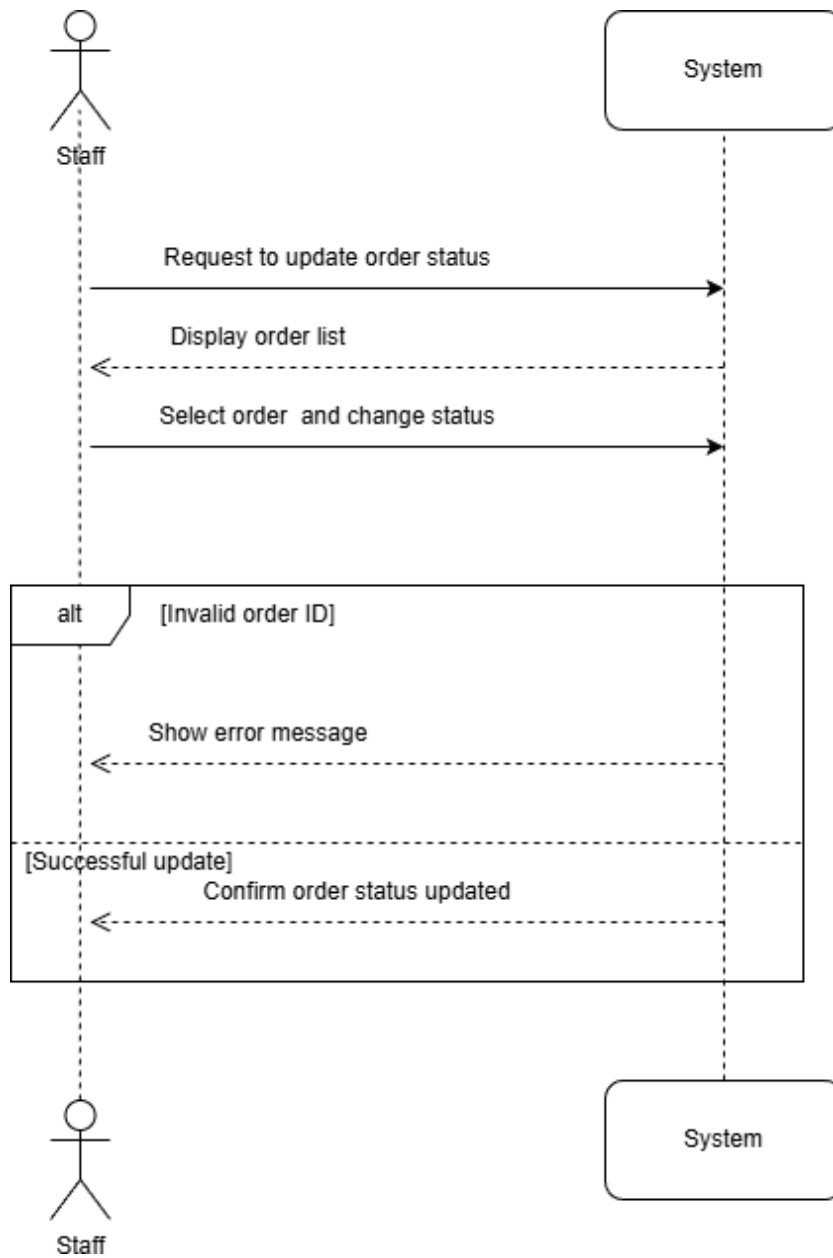 System
Staff
Request to update order status
Display order list
Select order  and change status
alt [Invalid order ID]
Show error message
[Successful update]
Confirm order status updated
System
Staff